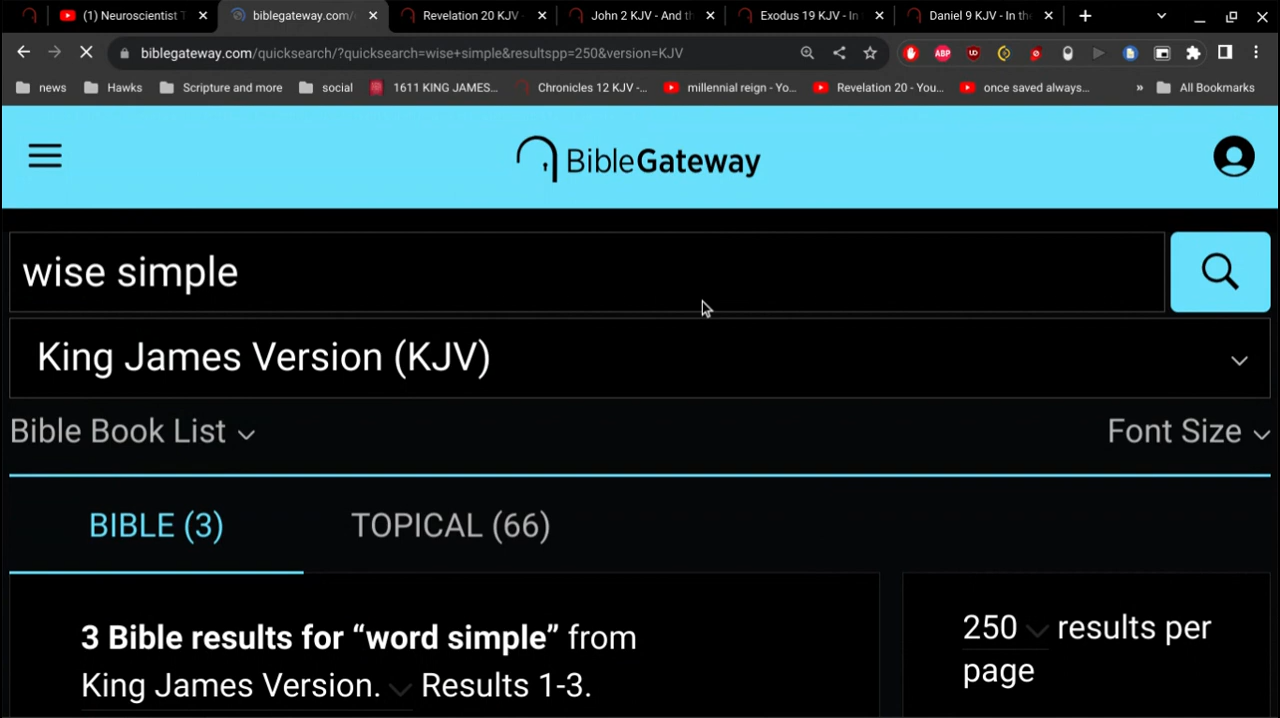 (1) Neuroscientist
biblegateway.com/
Revelation 20 KJV
John 2 KJV - And th
Exodus 19 KJV - In
Daniel 9 KJV - In the
biblegateway.com/quicksearch/?quicksearch=wise+simple&resultspp=250&version=KJV
news
Hawks
Scripture and more
social
1611 KING JAMES...
Chronicles 12 KJV -...
millennial reign - Yo...
Revelation 20 - You...
once saved always...
» All Bookmarks
BibleGateway
wise simple
King James Version (KJV)
Bible Book List
Font Size
BIBLE (3)
TOPICAL (66)
3 Bible results for “word simple” from
King James Version. Results 1-3.
250 results per
page